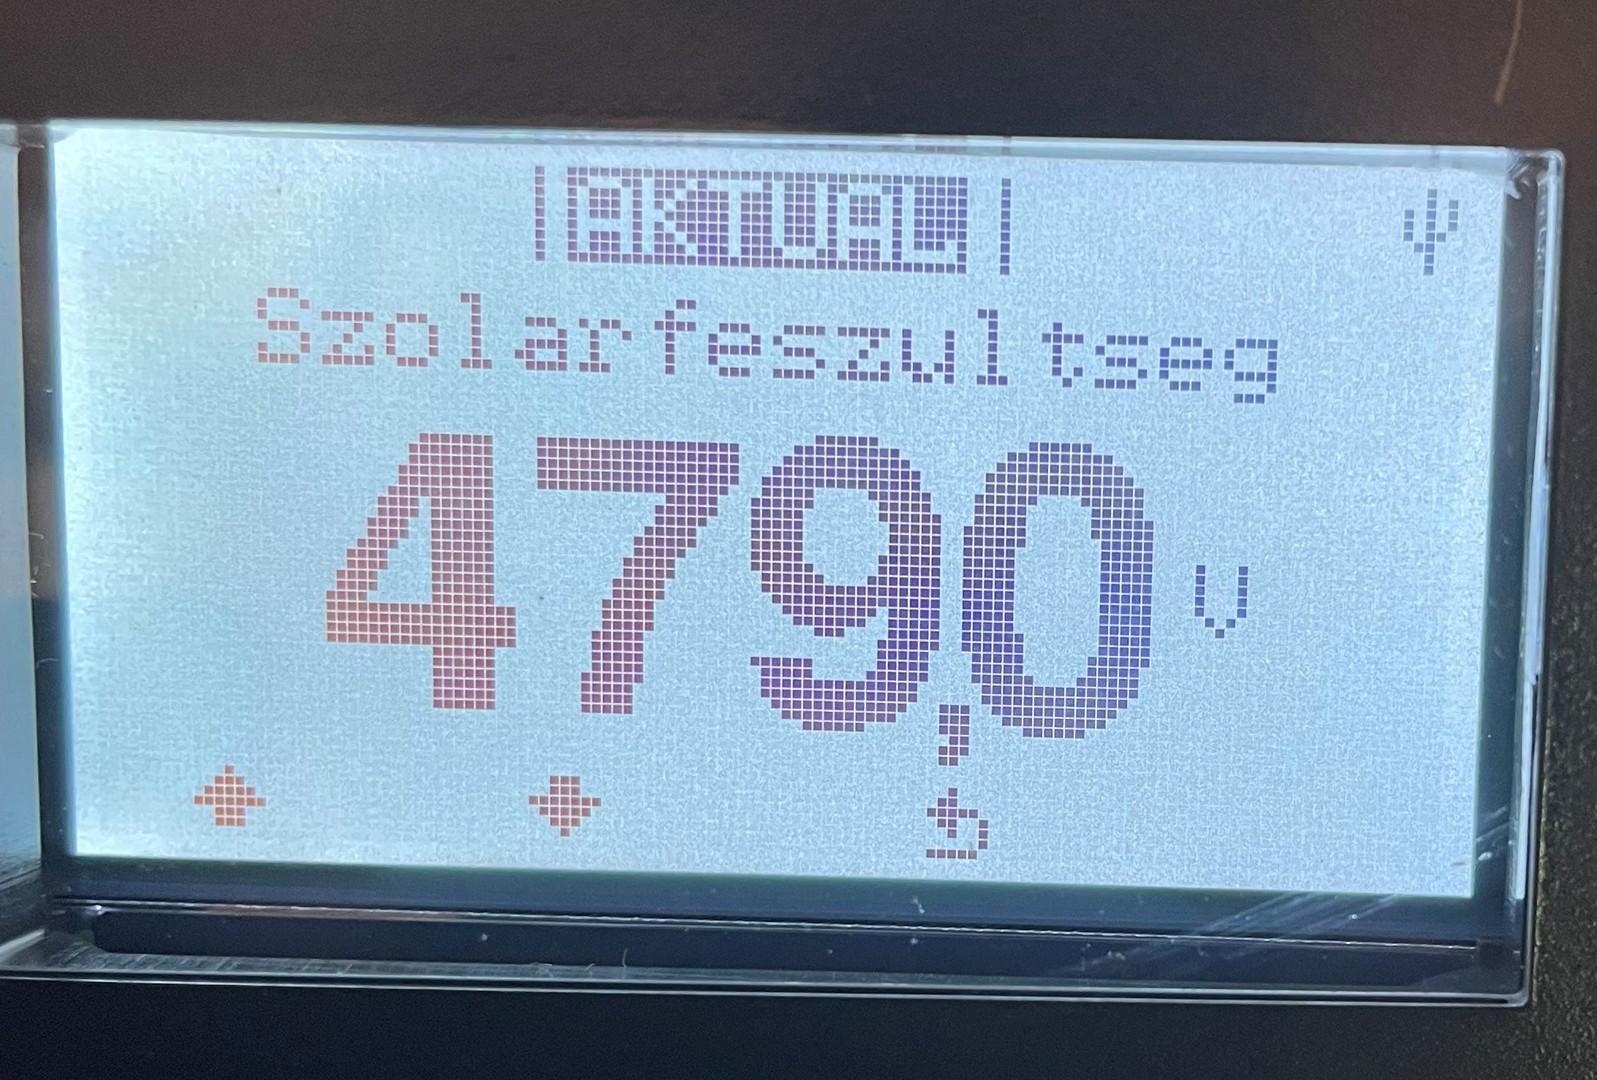 AKTUAL
Szolarfeszultseg
479,0 V